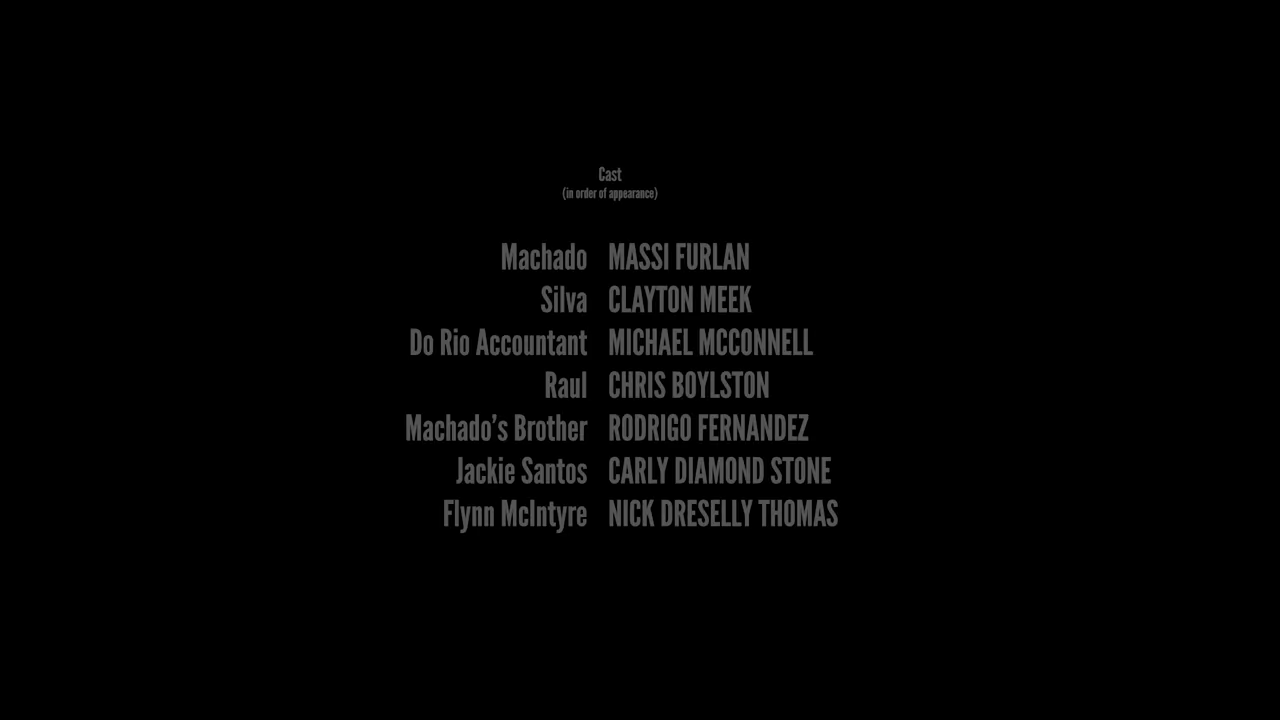 Cast
(in order of appearance)
Machado MASSI FURLAN
Silva CLAYTON MEEK
Do Rio Accountant MICHAEL MCCONNELL
Raul CHRIS BOYLSTON
Machado’s Brother RODRIGO FERNANDEZ
Jackie Santos CARLY DIAMOND STONE
Flynn McIntyre NICK DRESELLY THOMAS